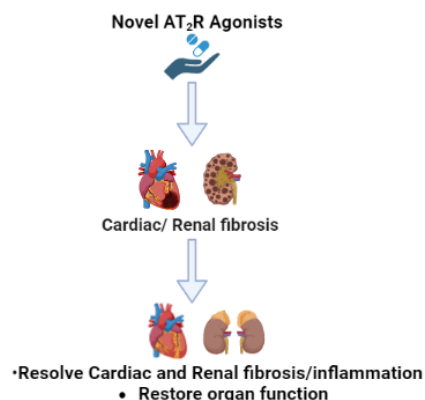 Novel AT₂R Agonists
Cardiac/ Renal fibrosis
•Resolve Cardiac and Renal fibrosis/inflammation
• Restore organ function